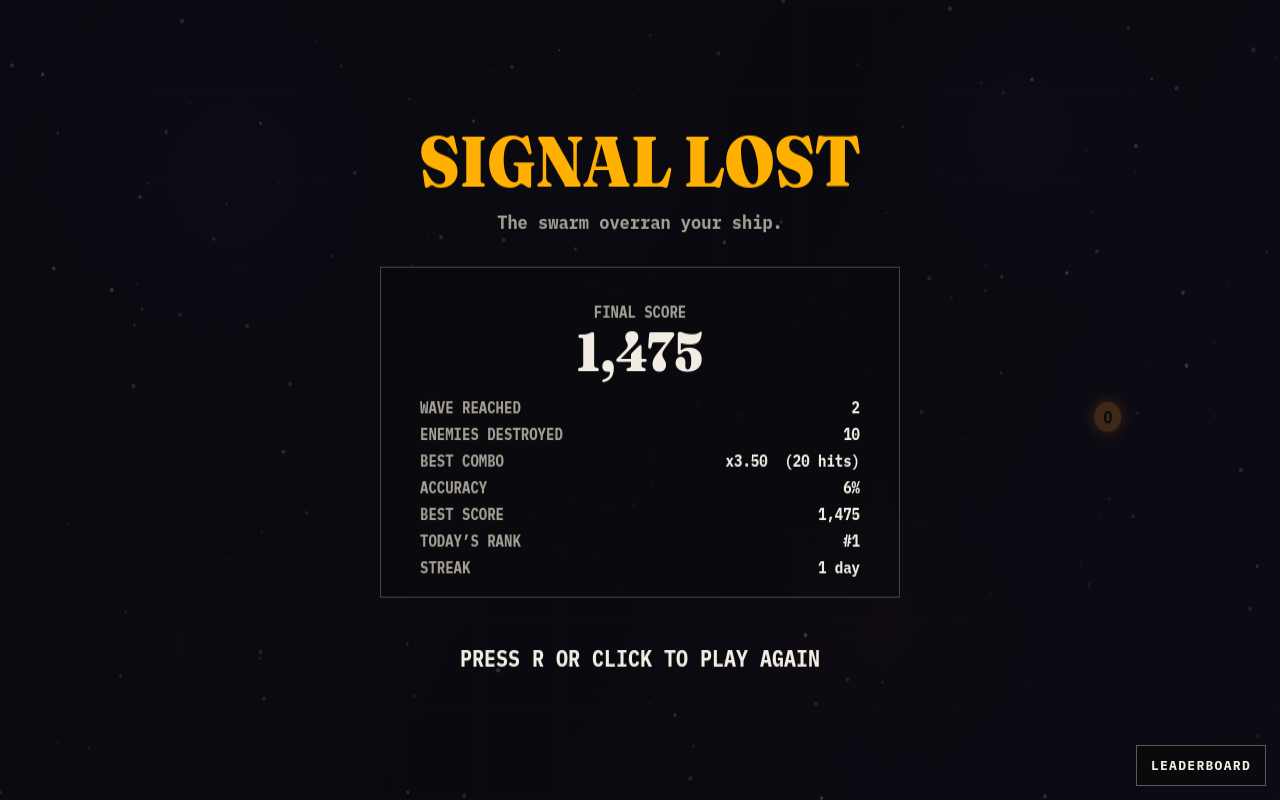 SIGNAL LOST
The swarm overran your ship.
FINAL SCORE
1,475
WAVE REACHED 2
ENEMIES DESTROYED 10
BEST COMBO x3.50 (20 hits)
ACCURACY 6%
BEST SCORE 1,475
TODAY’S RANK #1
STREAK 1 day
O
PRESS R OR CLICK TO PLAY AGAIN
LEADERBOARD